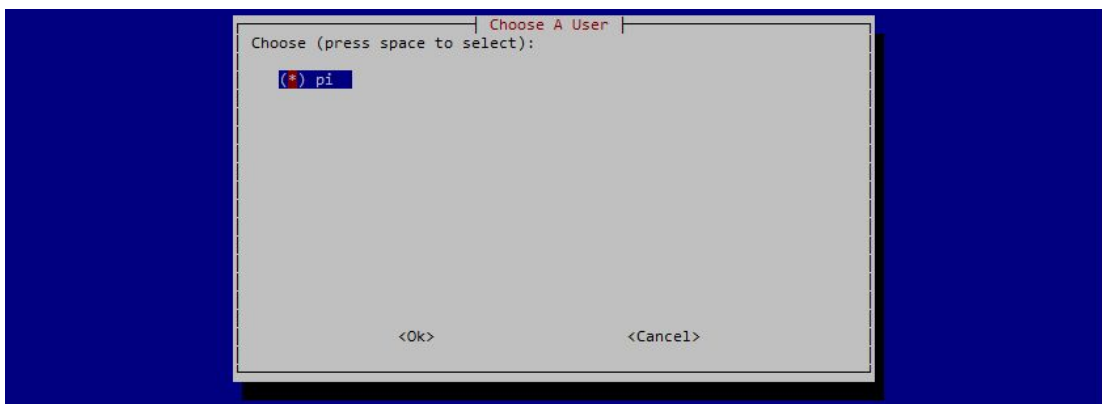 Choose A User
Choose (press space to select):
(*) pi
<Ok> <Cancel>